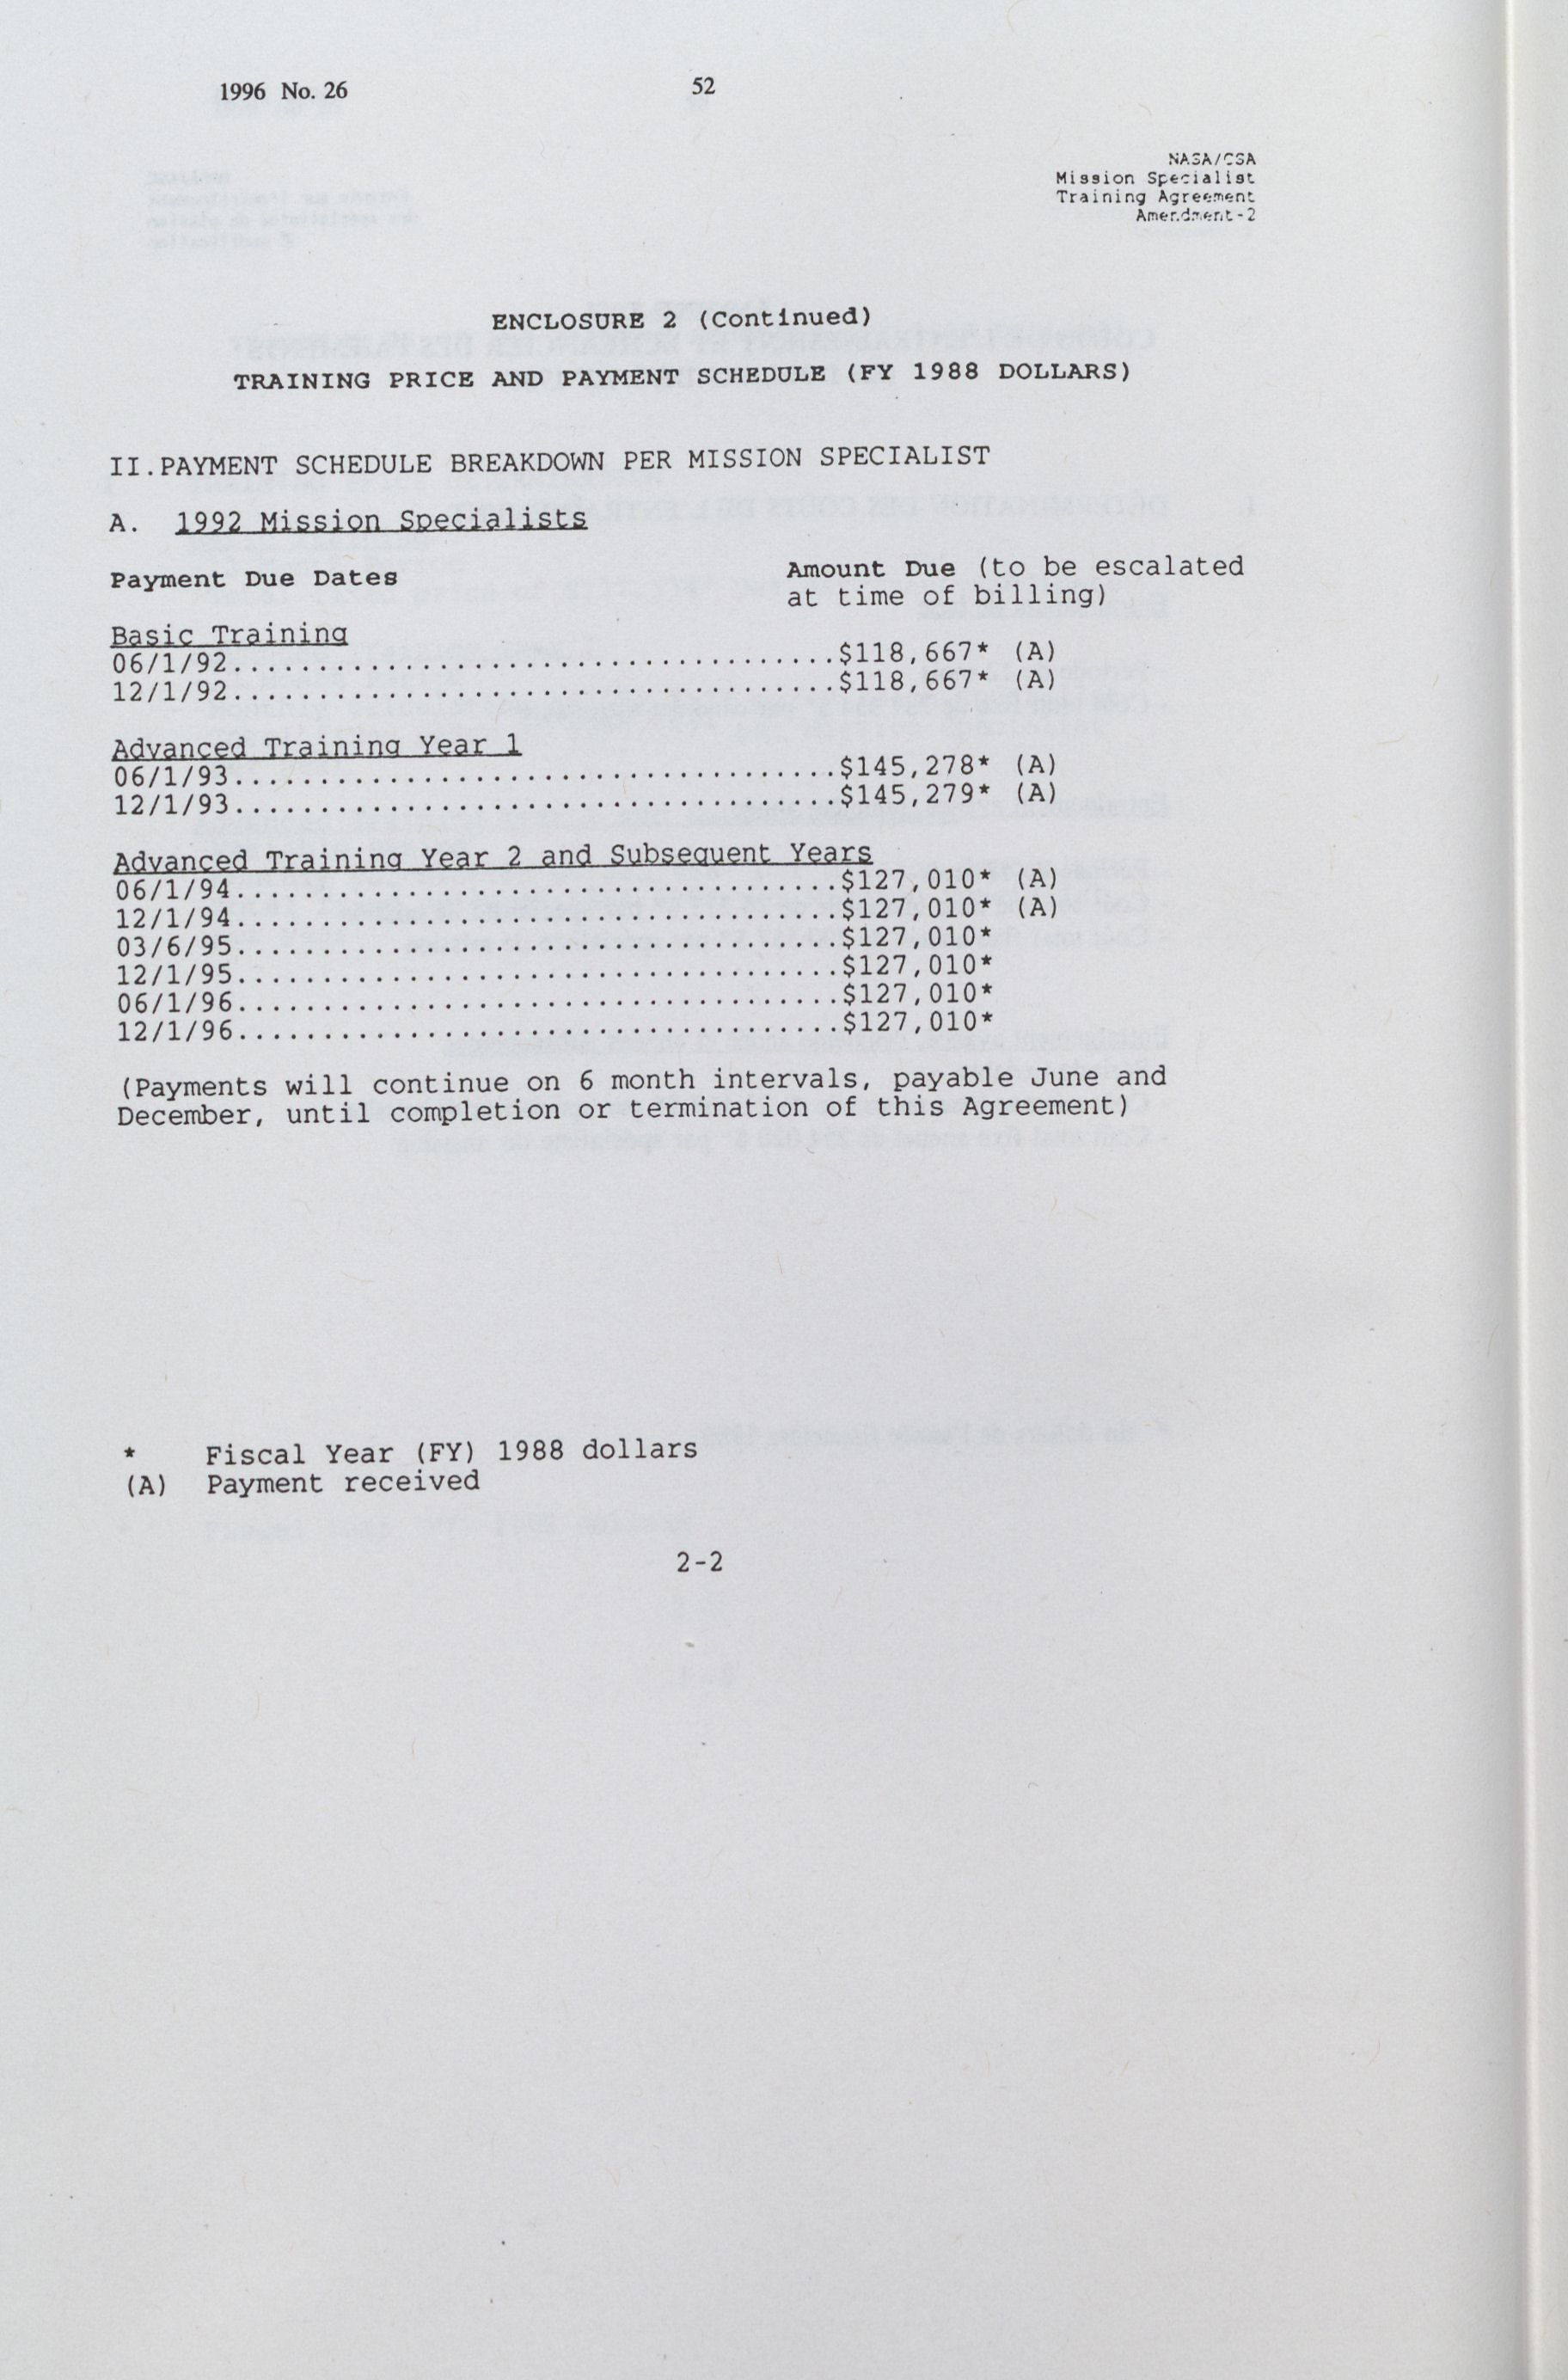 1996 No. 26
52
NASA/CSA
Mission Specialist
Training Agreement
Amendment-2
ENCLOSURE 2 (Continued)
TRAINING PRICE AND PAYMENT SCHEDULE (FY 1988 DOLLARS)
II.PAYMENT SCHEDULE BREAKDOWN PER MISSION SPECIALIST
A. 1992 Mission Specialists
Payment Due Dates Amount Due (to be escalated
at time of billing)
Basic Training
06/1/92....................................$118,667* (A)
12/1/92....................................$118,667* (A)
Advanced Training Year 1
06/1/93....................................$145,278* (A)
12/1/93....................................$145,279* (A)
Advanced Training Year 2 and Subsequent Years
06/1/94....................................$127,010* (A)
12/1/94....................................$127,010* (A)
03/6/95....................................$127,010*
12/1/95....................................$127,010*
06/1/96....................................$127,010*
12/1/96....................................$127,010*
(Payments will continue on 6 month intervals, payable June and
December, until completion or termination of this Agreement)
* Fiscal Year (FY) 1988 dollars
(A) Payment received
2-2